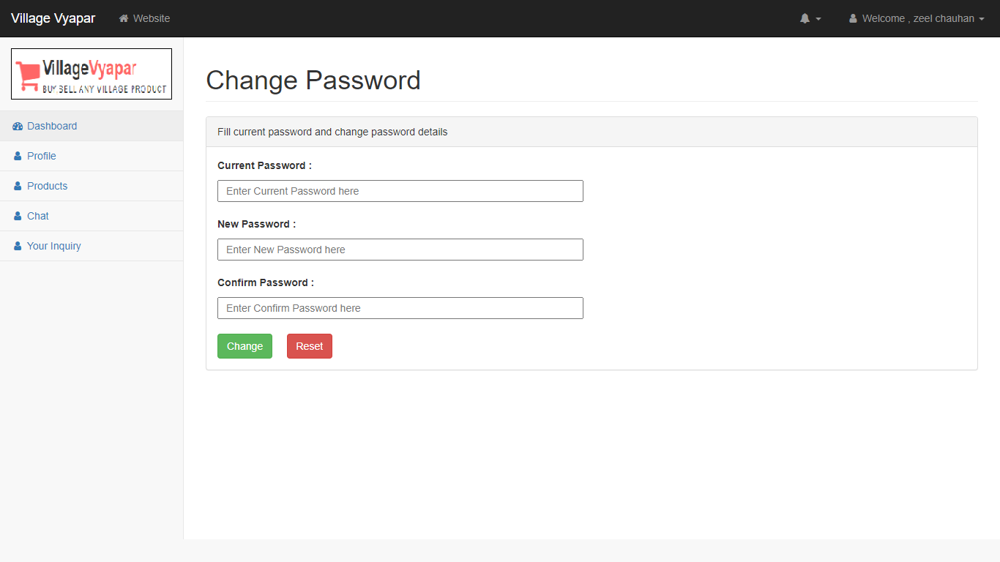 Village Vyapar Website Welcome , zeel chauhan
VillageVyapar
BUY SELL ANY VILLAGE PRODUCT
Dashboard
Profile
Products
Chat
Your Inquiry
Change Password
Fill current password and change password details
Current Password :
Enter Current Password here
New Password :
Enter New Password here
Confirm Password :
Enter Confirm Password here
Change Reset